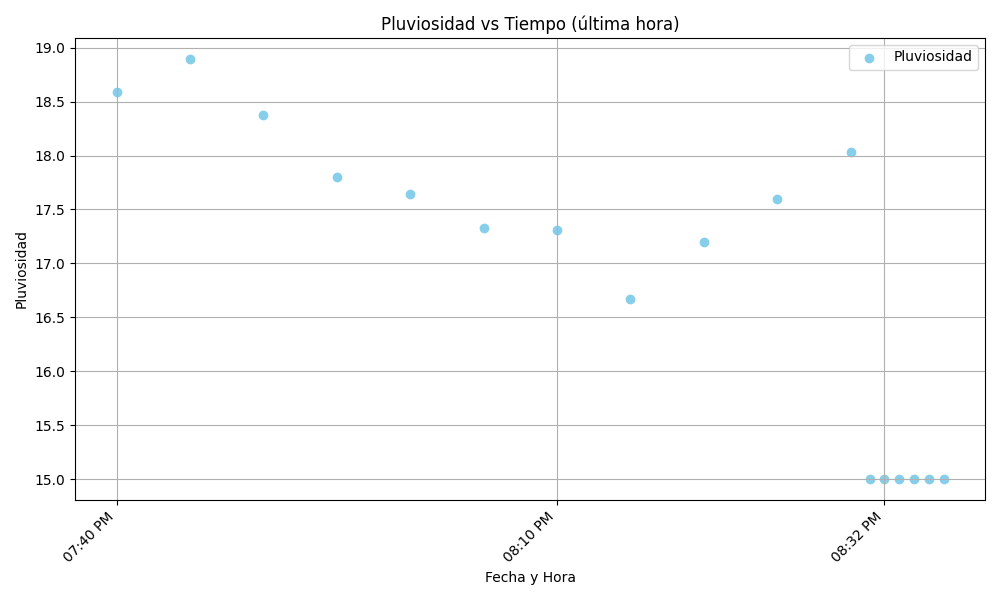 Pluviosidad vs Tiempo (última hora)
Pluviosidad
19.0
18.5
18.0
17.5
17.0
16.5
16.0
15.5
15.0
Pluviosidad
07:40 PM
08:10 PM
08:32 PM
Fecha y Hora